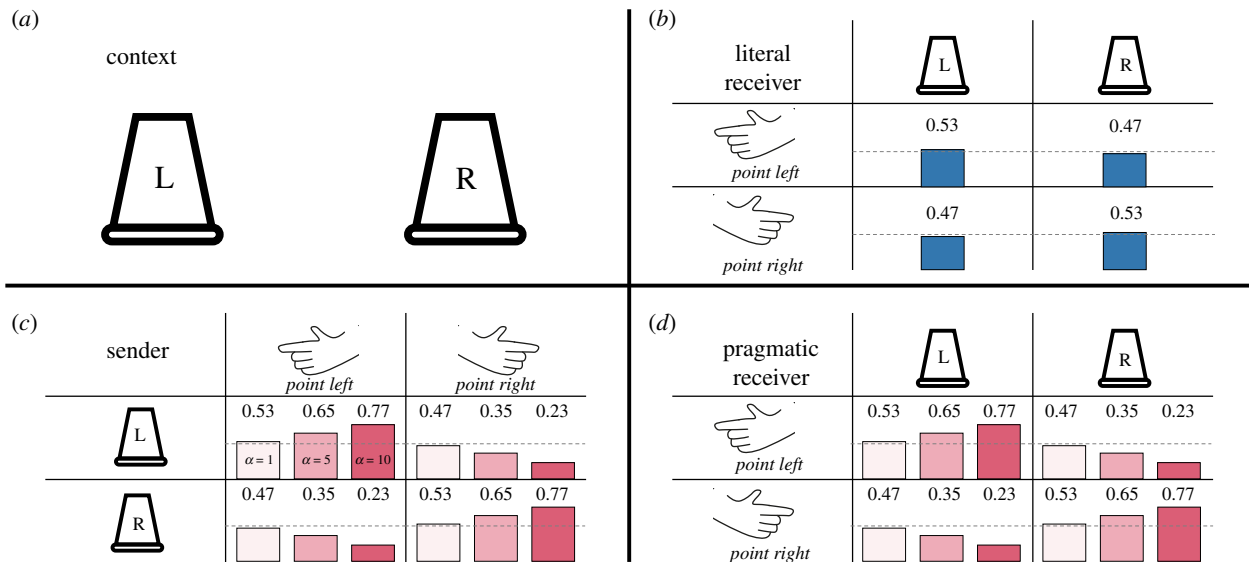 (a)
context
L R
(b)
literal
receiver
L R
0.53 0.47
point left
0.47 0.53
point right
(c)
sender
point left point right
L
0.53 0.65 0.77 0.47 0.35 0.23
α = 1 α = 5 α = 10
R
0.47 0.35 0.23 0.53 0.65 0.77
(d)
pragmatic
receiver
L R
0.53 0.65 0.77 0.47 0.35 0.23
point left
0.47 0.35 0.23 0.53 0.65 0.77
point right